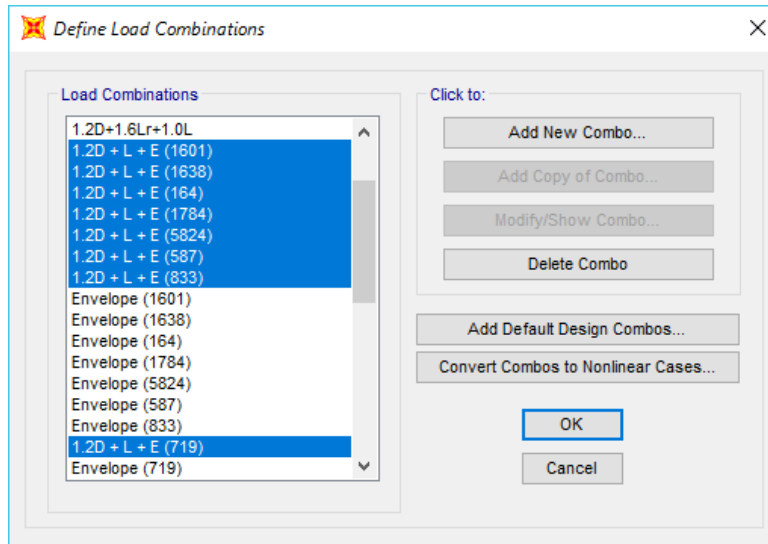 Define Load Combinations
Load Combinations
1.2D+1.6Lr+1.0L
1.2D + L + E (1601)
1.2D + L + E (1638)
1.2D + L + E (164)
1.2D + L + E (1784)
1.2D + L + E (5824)
1.2D + L + E (587)
1.2D + L + E (833)
Envelope (1601)
Envelope (1638)
Envelope (164)
Envelope (1784)
Envelope (5824)
Envelope (587)
Envelope (833)
1.2D + L + E (719)
Envelope (719)
Click to:
Add New Combo...
Add Copy of Combo...
Modify/Show Combo...
Delete Combo
Add Default Design Combos...
Convert Combos to Nonlinear Cases...
OK
Cancel